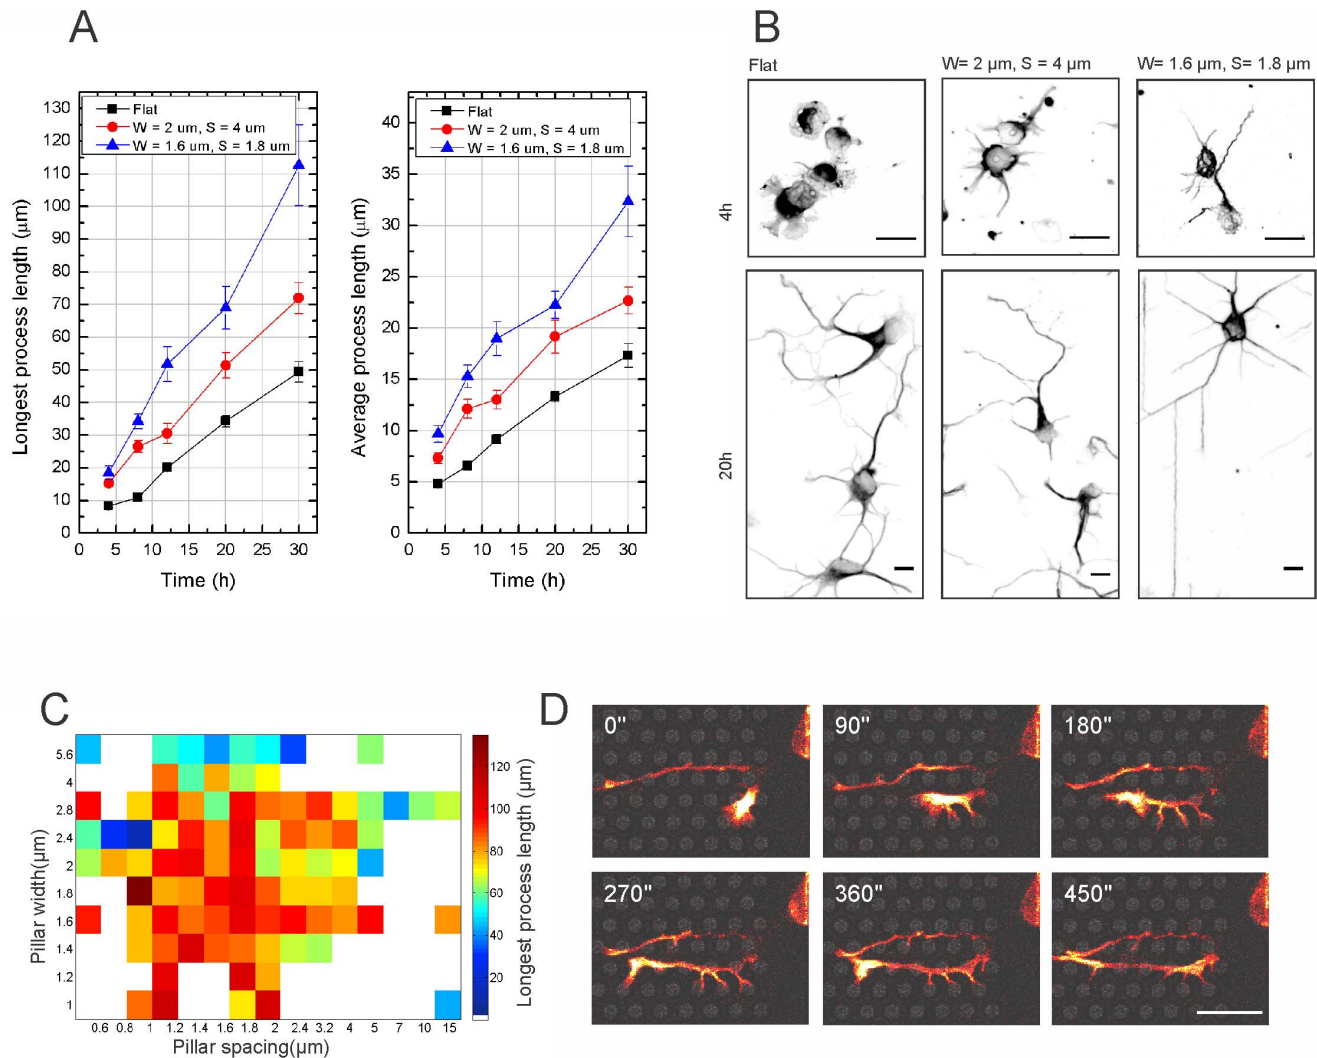 A
Flat
W = 2 um, S = 4 um
W = 1.6 um, S = 1.8 um
130
120
110
100
90
80
70
60
50
40
30
20
10
0
Longest process length (μm)
0 5 10 15 20 25 30
Time (h)
Flat
W = 2 um, S = 4 um
W = 1.6 um, S = 1.8 um
40
35
30
25
20
15
10
5
0
Average process length (μm)
0 5 10 15 20 25 30
Time (h)
B
Flat
W= 2 µm, S = 4 µm
W= 1.6 µm, S= 1.8 µm
4h
20h
C
5.6
4
2.8
2.4
2
1.8
1.6
1.4
1.2
1
Pillar width(µm)
0.6 0.8 1 1.2 1.4 1.6 1.8 2 2.4 3.2 4 5 7 10 15
Pillar spacing(µm)
120
100
80
60
40
20
Longest process length (µm)
D
0"
90"
180"
270"
360"
450"